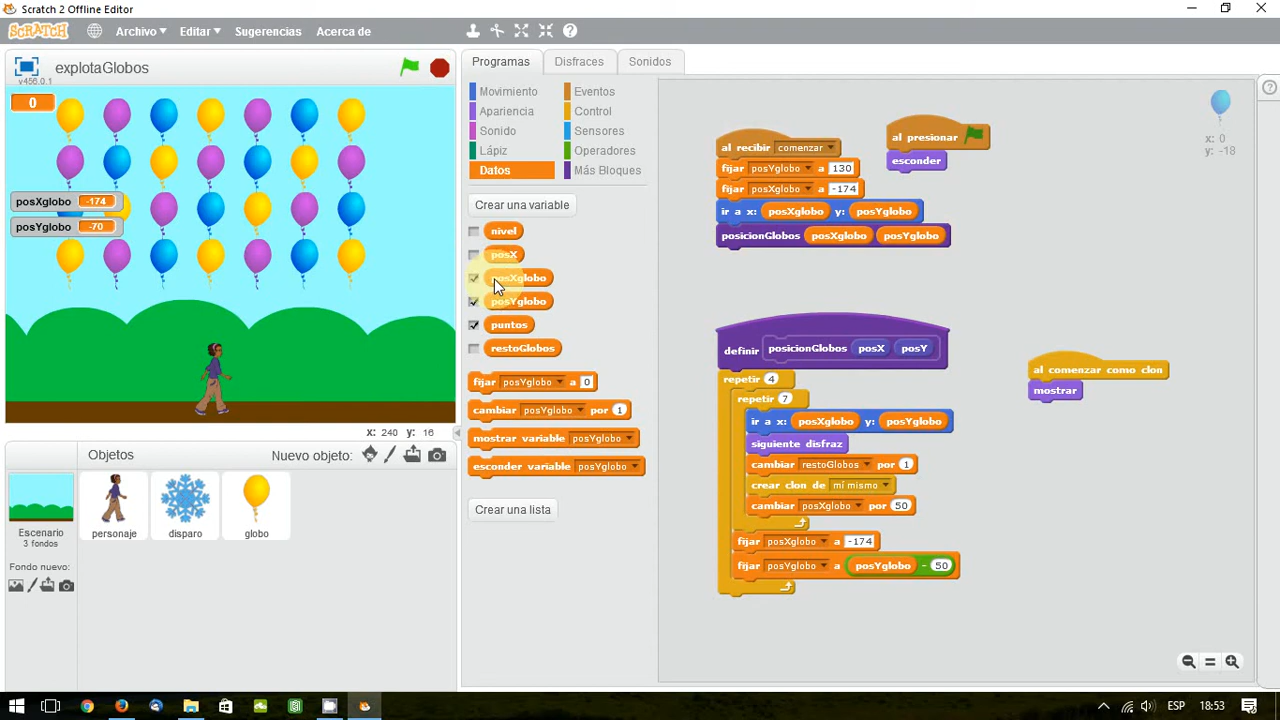 Scratch 2 Offline Editor
SCRATCH
Archivo
Editar
Sugerencias
Acerca de
explotaGlobos
v456.0.1
0
posXglobo -174
posYglobo -70
x: 240 y: 16
Objetos
Nuevo objeto:
Escenario
3 fondos
Fondo nuevo:
personaje
disparo
globo
Programas
Disfraces
Sonidos
Movimiento
Eventos
Apariencia
Control
Sonido
Sensores
Lápiz
Operadores
Datos
Más Bloques
Crear una variable
nivel
posX
posXglobo
posYglobo
puntos
restoGlobos
fijar posYglobo a 0
cambiar posYglobo por 1
mostrar variable posYglobo
esconder variable posYglobo
Crear una lista
al recibir comenzar
fijar posYglobo a 130
fijar posXglobo a -174
ir a x: posXglobo y: posYglobo
posicionGlobos posXglobo posYglobo
al presionar
esconder
x: 0
y: -18
definir posicionGlobos posX posY
repetir 4
repetir 7
ir a x: posXglobo y: posYglobo
siguiente disfraz
cambiar restoGlobos por 1
crear clon de mí mismo
cambiar posXglobo por 50
fijar posXglobo a -174
fijar posYglobo a posYglobo - 50
al comenzar como clon
mostrar
ESP
18:53